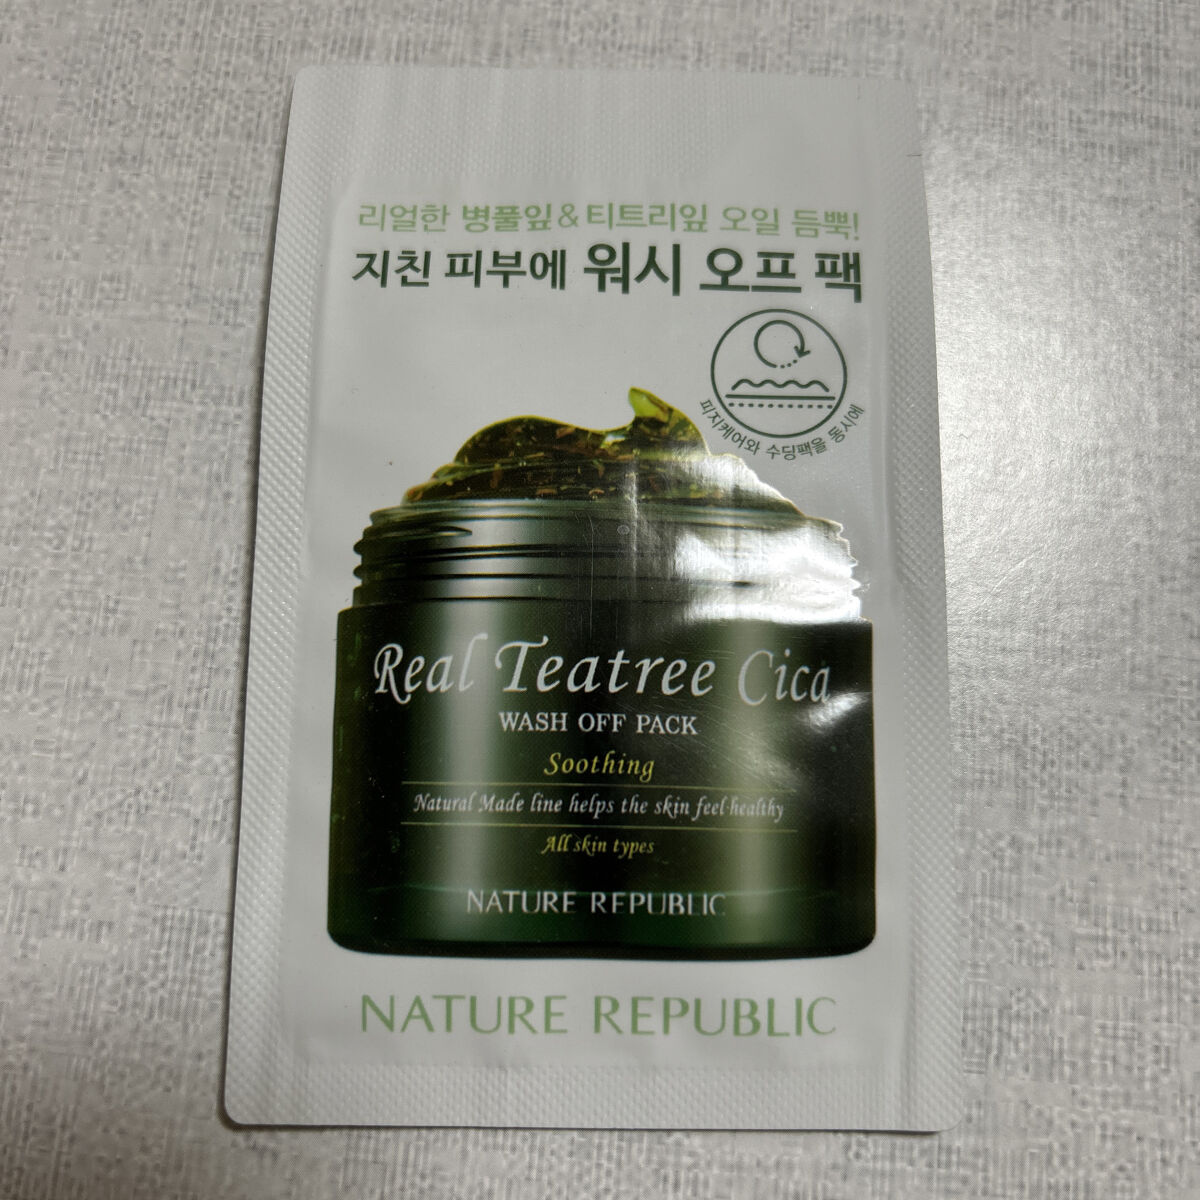 리얼한 병풀잎&티트리잎 오일 듬뿍!
지친 피부에 워시 오프 팩
피지케어와 수딩팩을 동시에
Real Teatree Cica
WASH OFF PACK
Soothing
Natural Made line helps the skin feel healthy
All skin types
NATURE REPUBLIC
NATURE REPUBLIC